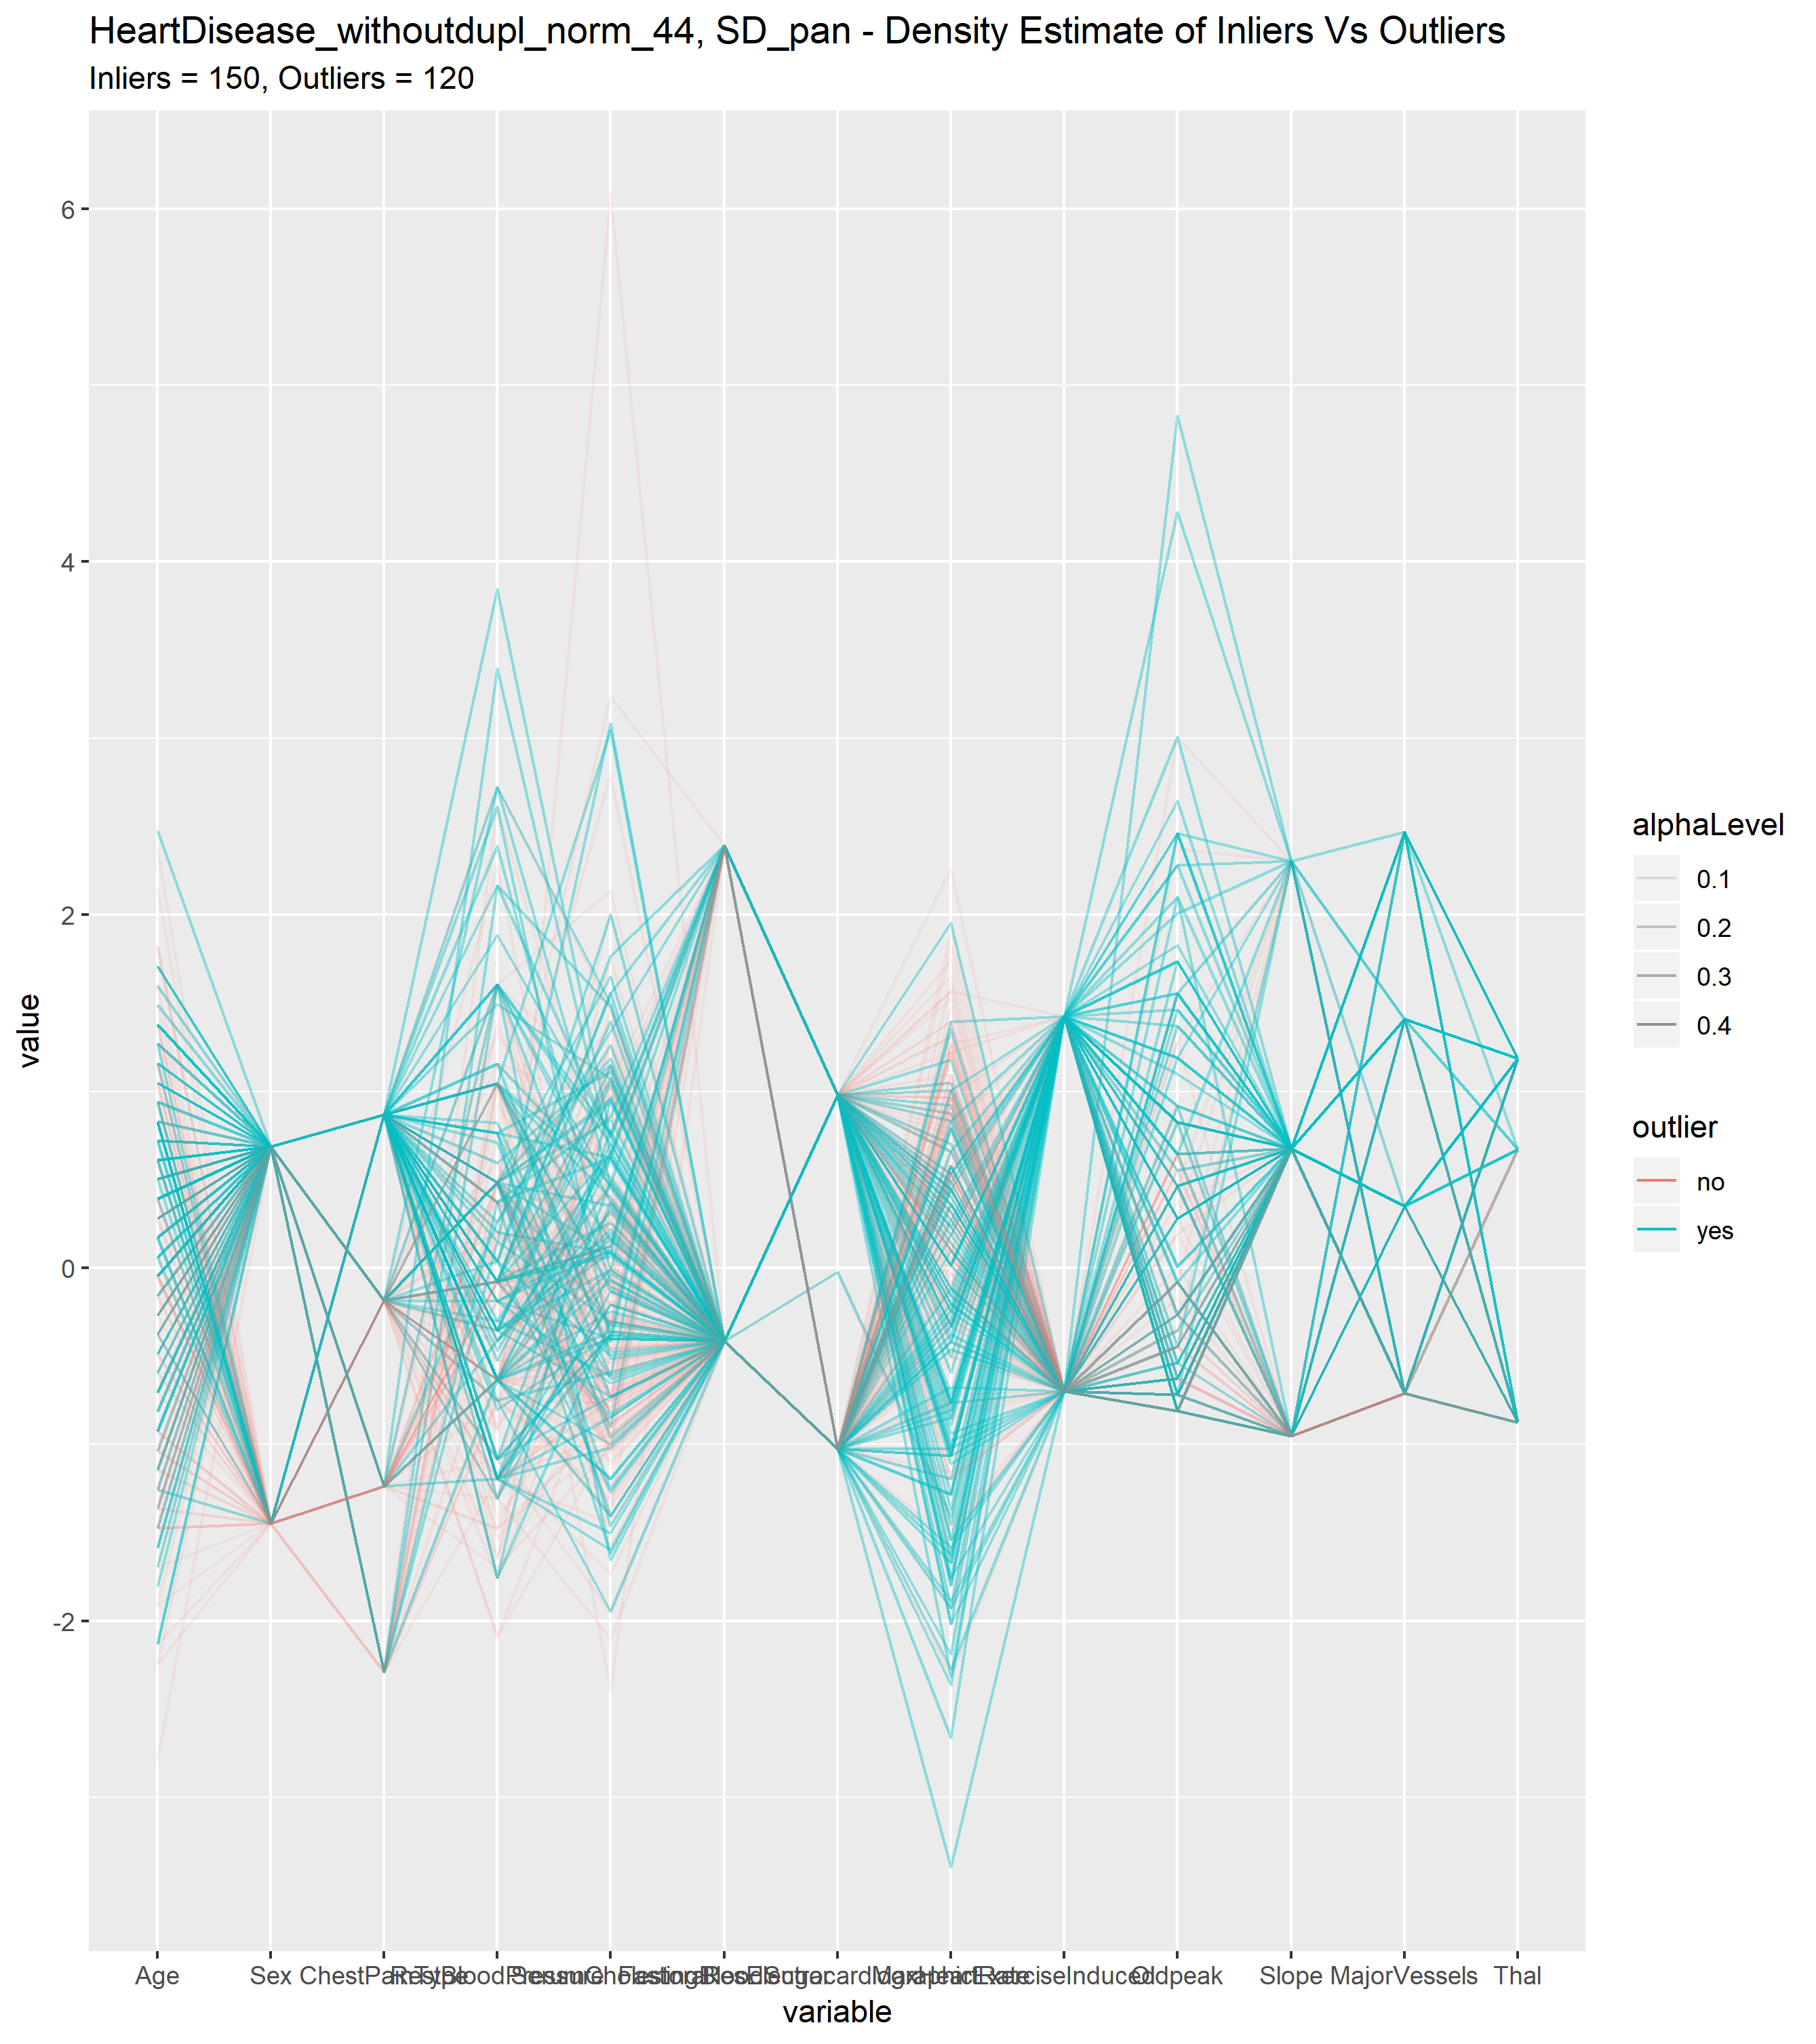 HeartDisease_withoutdupl_norm_44, SD_pan - Density Estimate of Inliers Vs Outliers
Inliers = 150, Outliers = 120
6
4
2
0
-2
value
alphaLevel
0.1
0.2
0.3
0.4
outlier
no
yes
Age Sex Oldpeak Slope MajorVessels Thal
variable